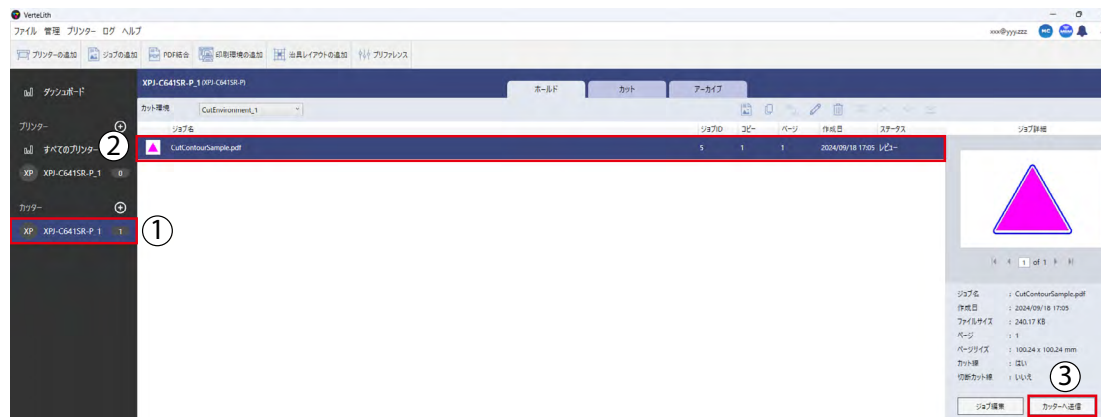 VerteLith
ファイル 管理 プリンター ログ ヘルプ
xxx@yyy.zzz MC
プリンターの追加 ジョブの追加 PDF結合 印刷環境の追加 治具レイアウトの追加 プリファレンス
ダッシュボード
XPJ-C641SR-P_1 (XPJ-C641SR-P)
ホールド カット アーカイブ
カット環境 CutEnvironment_1
プリンター
ジョブ名 ジョブID コピー ページ 作成日 ステータス ジョブ詳細
② すべてのプリンター
CutContourSample.pdf 5 1 1 2024/09/18 17:05 レビュー
XP XPJ-C641SR-P_1 0
カッター
XP XPJ-C641SR-P_1 1 ①
1 of 1
ジョブ名 : CutContourSample.pdf
作成日 : 2024/09/18 17:05
ファイルサイズ : 240.17 KB
ページ : 1
ページサイズ : 100.24 x 100.24 mm
カット線 : はい
切断カット線 : いいえ
③
ジョブ編集 カッターへ送信